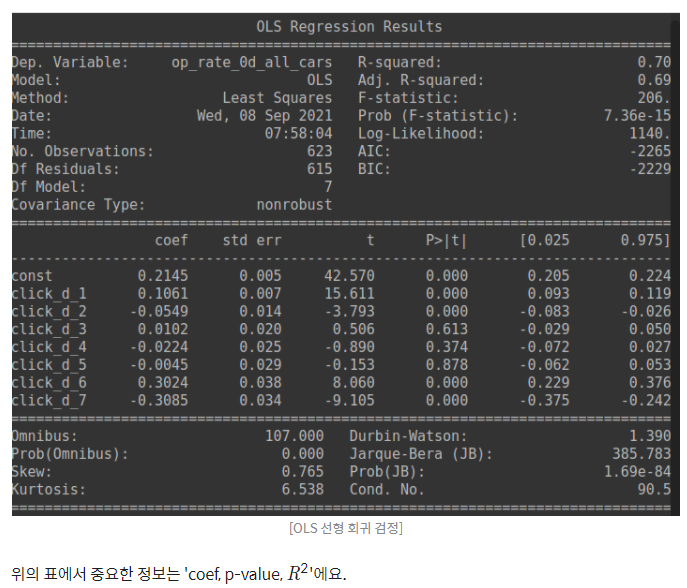 OLS Regression Results
==============================================================================
Dep. Variable: op_rate_0d_all_cars R-squared: 0.70
Model: OLS Adj. R-squared: 0.69
Method: Least Squares F-statistic: 206.
Date: Wed, 08 Sep 2021 Prob (F-statistic): 7.36e-15
Time: 07:58:04 Log-Likelihood: 1140.
No. Observations: 623 AIC: -2265
Df Residuals: 615 BIC: -2229
Df Model: 7
Covariance Type: nonrobust
==============================================================================
coef std err t P>|t| [0.025 0.975]
------------------------------------------------------------------------------
const 0.2145 0.005 42.570 0.000 0.205 0.224
click_d_1 0.1061 0.007 15.611 0.000 0.093 0.119
click_d_2 -0.0549 0.014 -3.793 0.000 -0.083 -0.026
click_d_3 0.0102 0.020 0.506 0.613 -0.029 0.050
click_d_4 -0.0224 0.025 -0.890 0.374 -0.072 0.027
click_d_5 -0.0045 0.029 -0.153 0.878 -0.062 0.053
click_d_6 0.3024 0.038 8.060 0.000 0.229 0.376
click_d_7 -0.3085 0.034 -9.105 0.000 -0.375 -0.242
==============================================================================
Omnibus: 107.000 Durbin-Watson: 1.390
Prob(Omnibus): 0.000 Jarque-Bera (JB): 385.783
Skew: 0.765 Prob(JB): 1.69e-84
Kurtosis: 6.538 Cond. No. 90.5
==============================================================================
[OLS 선형 회귀 검정]
위의 표에서 중요한 정보는 'coef, p-value, R²'에요.